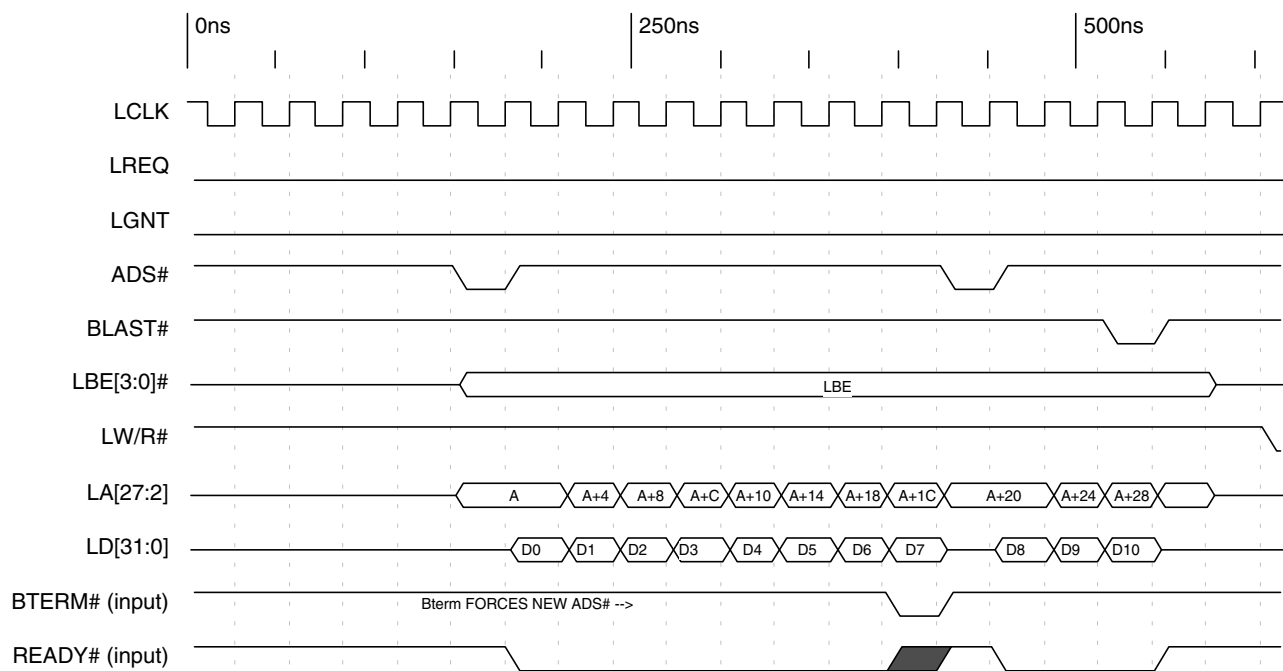 0ns 250ns 500ns
LCLK
LREQ
LGNT
ADS#
BLAST#
LBE[3:0]# LBE
LW/R#
LA[27:2] A A+4 A+8 A+C A+10 A+14 A+18 A+1C A+20 A+24 A+28
LD[31:0] D0 D1 D2 D3 D4 D5 D6 D7 D8 D9 D10
BTERM# (input) Bterm FORCES NEW ADS# -->
READY# (input)